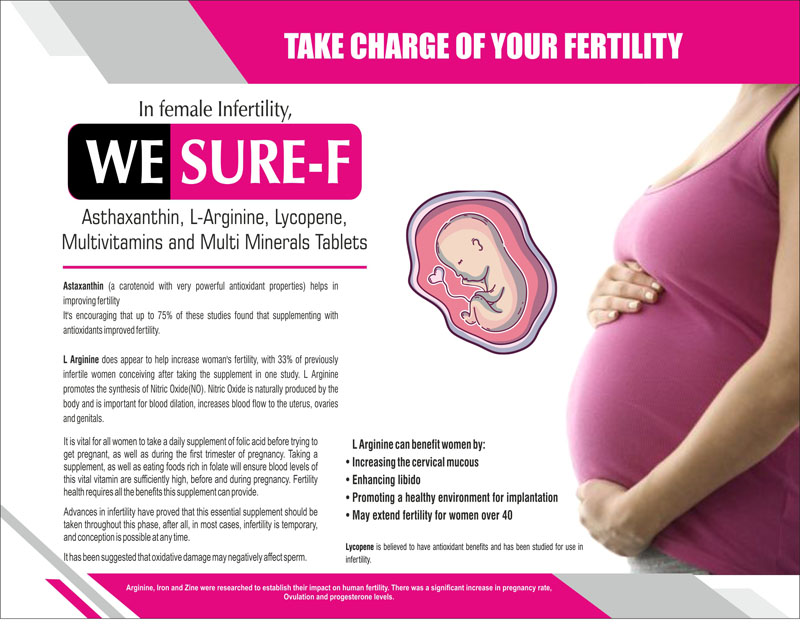 TAKE CHARGE OF YOUR FERTILITY
In female Infertility,
WE SURE-F
Asthaxanthin, L-Arginine, Lycopene,
Multivitamins and Multi Minerals Tablets
Astaxanthin (a carotenoid with very powerful antioxidant properties) helps in
improving fertility
It's encouraging that up to 75% of these studies found that supplementing with
antioxidants improved fertility.
L Arginine does appear to help increase woman's fertility, with 33% of previously
infertile women conceiving after taking the supplement in one study. L Arginine
promotes the synthesis of Nitric Oxide(NO). Nitric Oxide is naturally produced by the
body and is important for blood dilation, increases blood flow to the uterus, ovaries
and genitals.
It is vital for all women to take a daily supplement of folic acid before trying to
get pregnant, as well as during the first trimester of pregnancy. Taking a
supplement, as well as eating foods rich in folate will ensure blood levels of
this vital vitamin are sufficiently high, before and during pregnancy. Fertility
health requires all the benefits this supplement can provide.
Advances in infertility have proved that this essential supplement should be
taken throughout this phase, after all, in most cases, infertility is temporary,
and conception is possible at any time.
It has been suggested that oxidative damage may negatively affect sperm.
L Arginine can benefit women by:
• Increasing the cervical mucous
• Enhancing libido
• Promoting a healthy environment for implantation
• May extend fertility for women over 40
Lycopene is believed to have antioxidant benefits and has been studied for use in
infertility.
Arginine, Iron and Zine were researched to establish their impact on human fertility. There was a significant increase in pregnancy rate,
Ovulation and progesterone levels.